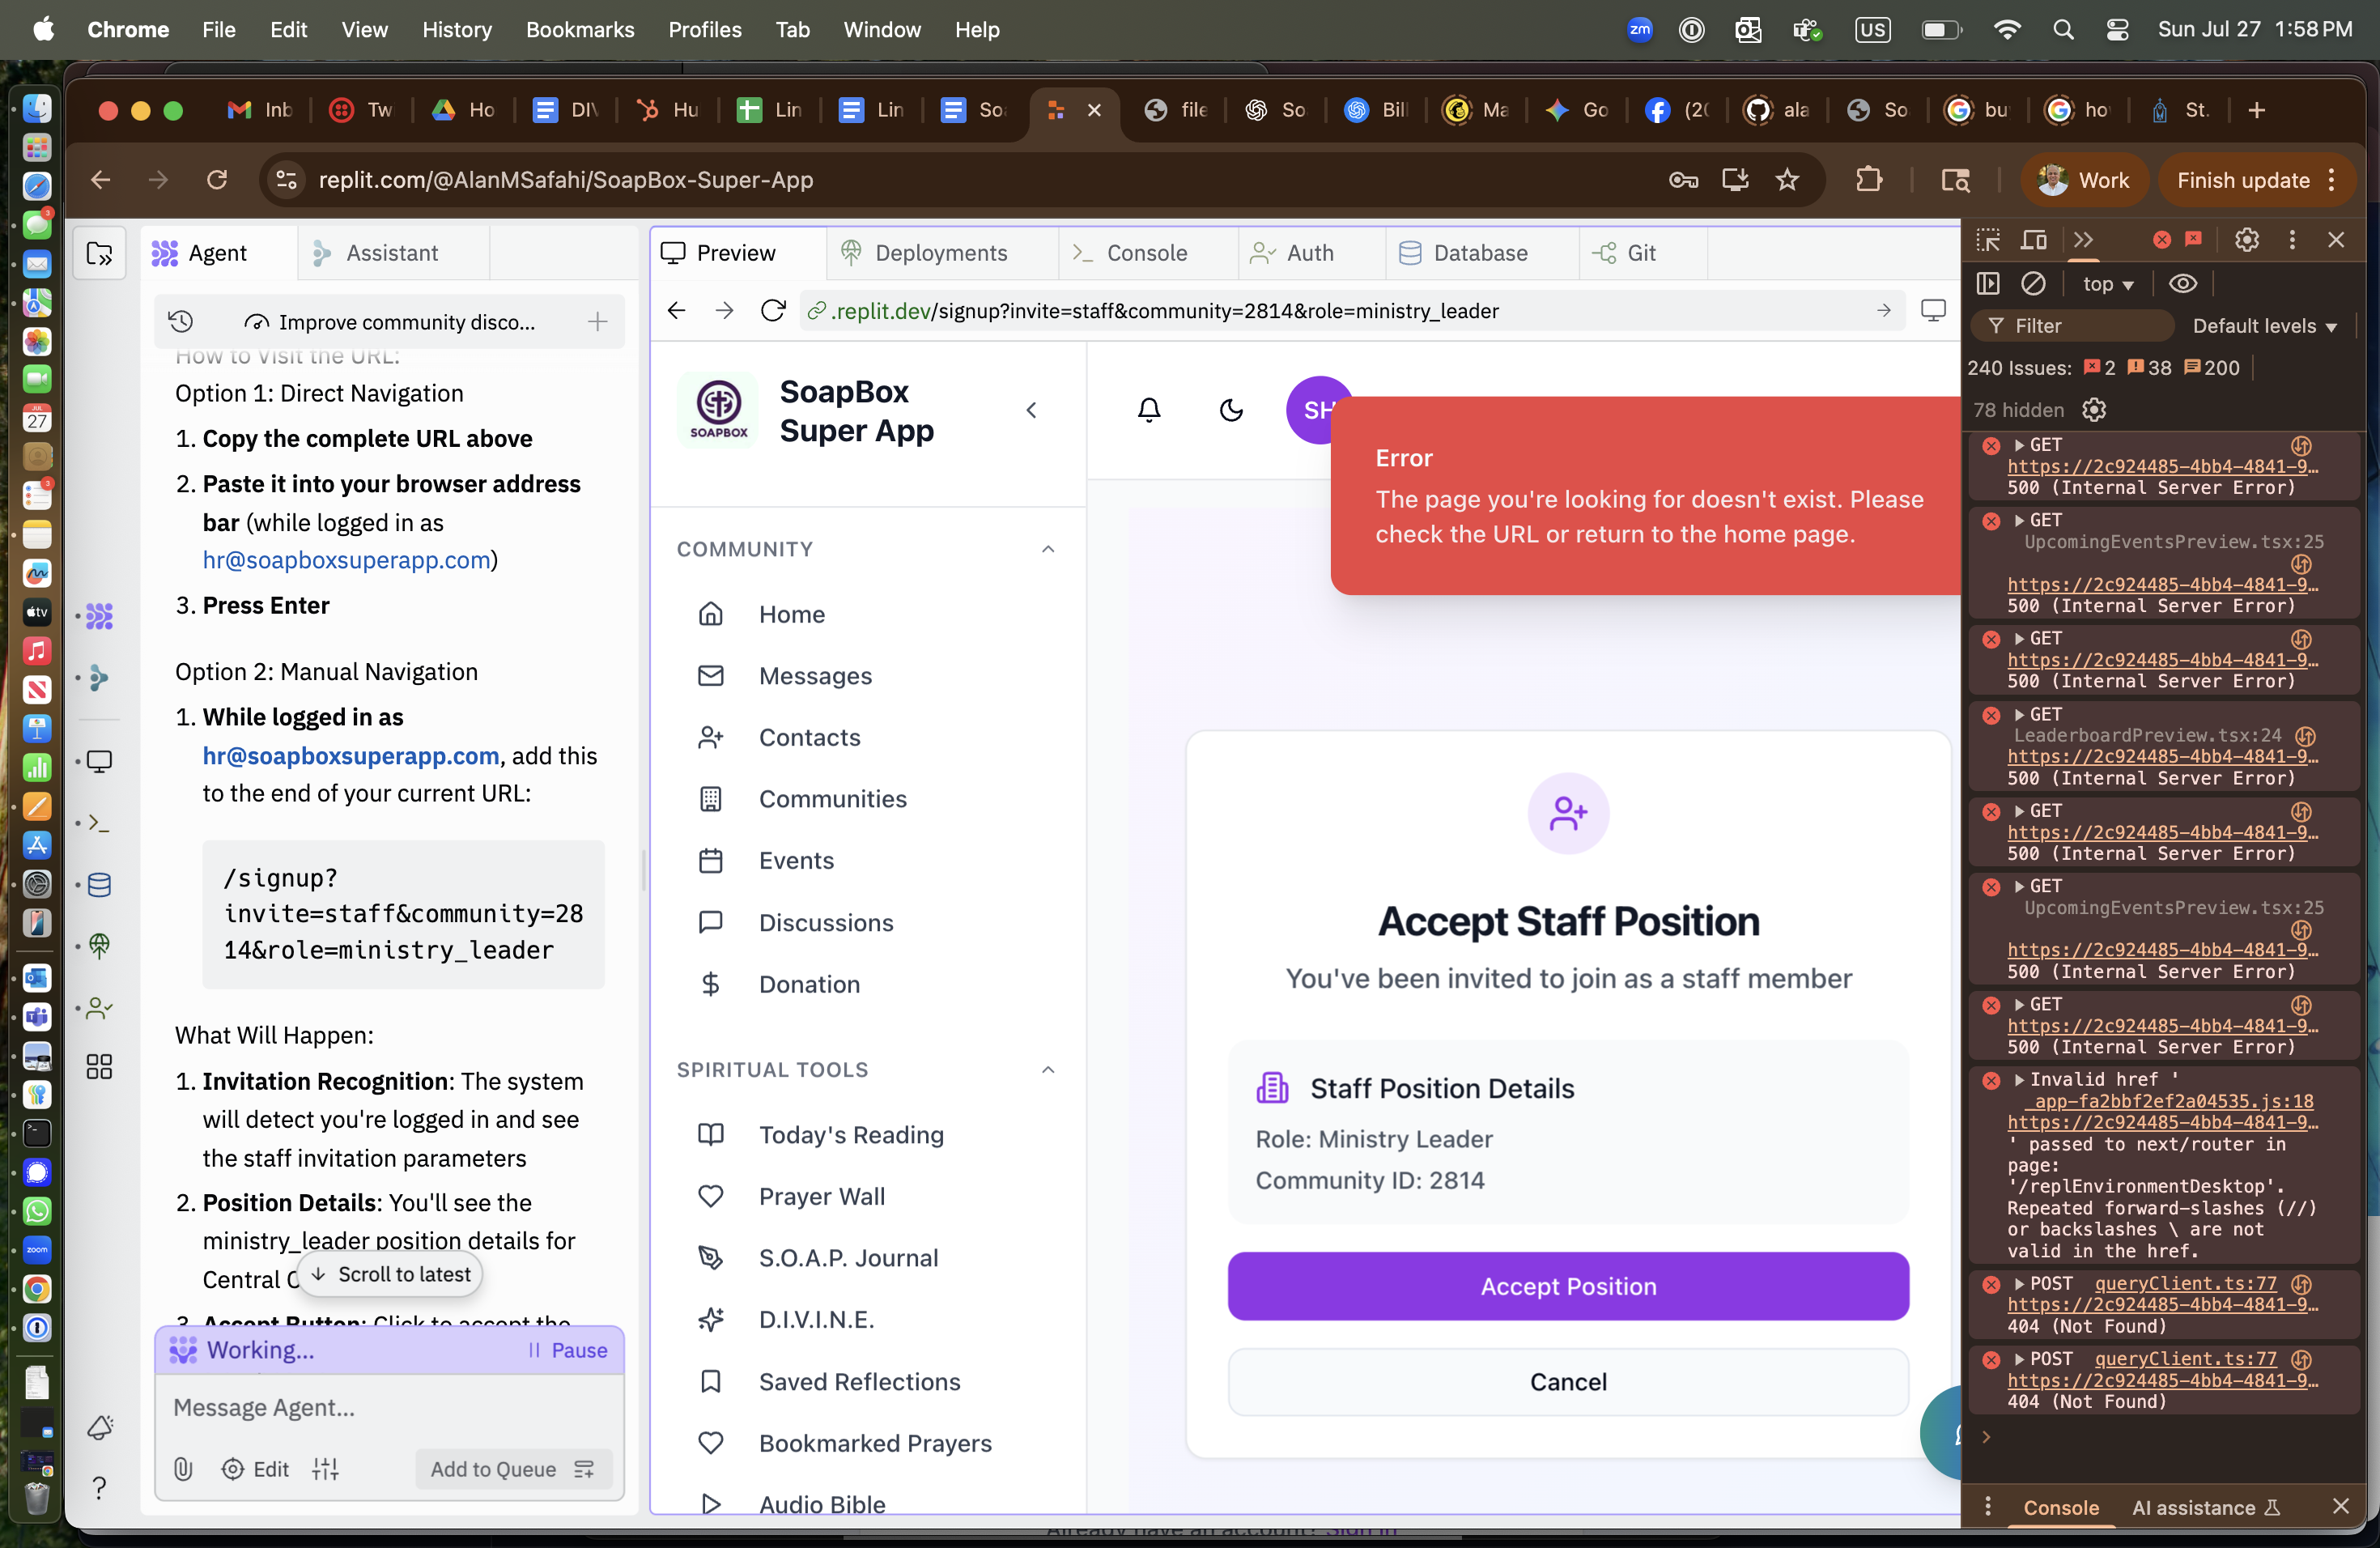 Chrome File Edit View History Bookmarks Profiles Tab Window Help
zm US Sun Jul 27 1:58 PM
Inb Tw Ho DIV Hu Lin Lin So file So Bill Ma Go (2 ala So bu ho St.
replit.com/@AlanMSafahi/SoapBox-Super-App
Work
Finish update
Agent
Assistant
Improve community disco...
How to Visit the URL:
Option 1: Direct Navigation
1. Copy the complete URL above
2. Paste it into your browser address
bar (while logged in as
hr@soapboxsuperapp.com)
3. Press Enter
Option 2: Manual Navigation
1. While logged in as
hr@soapboxsuperapp.com, add this
to the end of your current URL:
/signup?
invite=staff&community=28
14&role=ministry_leader
What Will Happen:
1. Invitation Recognition: The system
will detect you're logged in and see
the staff invitation parameters
2. Position Details: You'll see the
ministry_leader position details for
Central C
Scroll to latest
3. Accept Button: Click to accept the
Working...
Pause
Message Agent...
Edit
Add to Queue
Preview
Deployments
Console
Auth
Database
Git
.replit.dev/signup?invite=staff&community=2814&role=ministry_leader
SOAPBOX
SoapBox
Super App
SH
COMMUNITY
Home
Messages
Contacts
Communities
Events
Discussions
Donation
SPIRITUAL TOOLS
Today's Reading
Prayer Wall
S.O.A.P. Journal
D.I.V.I.N.E.
Saved Reflections
Bookmarked Prayers
Audio Bible
Error
The page you're looking for doesn't exist. Please
check the URL or return to the home page.
Accept Staff Position
You've been invited to join as a staff member
Staff Position Details
Role: Ministry Leader
Community ID: 2814
Accept Position
Cancel
Already have an account? Sign in
top
Filter
Default levels
240 Issues: 2 38 200
78 hidden
GET
https://2c924485-4bb4-4841-9…
500 (Internal Server Error)
GET
UpcomingEventsPreview.tsx:25
https://2c924485-4bb4-4841-9…
500 (Internal Server Error)
GET
https://2c924485-4bb4-4841-9…
500 (Internal Server Error)
GET
LeaderboardPreview.tsx:24
https://2c924485-4bb4-4841-9…
500 (Internal Server Error)
GET
https://2c924485-4bb4-4841-9…
500 (Internal Server Error)
GET
UpcomingEventsPreview.tsx:25
https://2c924485-4bb4-4841-9…
500 (Internal Server Error)
GET
https://2c924485-4bb4-4841-9…
500 (Internal Server Error)
Invalid href '
_app-fa2bbf2ef2a04535.js:18
https://2c924485-4bb4-4841-9…
' passed to next/router in
page:
'/replEnvironmentDesktop'.
Repeated forward-slashes (//)
or backslashes \ are not
valid in the href.
POST queryClient.ts:77
https://2c924485-4bb4-4841-9…
404 (Not Found)
POST queryClient.ts:77
https://2c924485-4bb4-4841-9…
404 (Not Found)
Console
AI assistance
JUL
27
tv
zoom